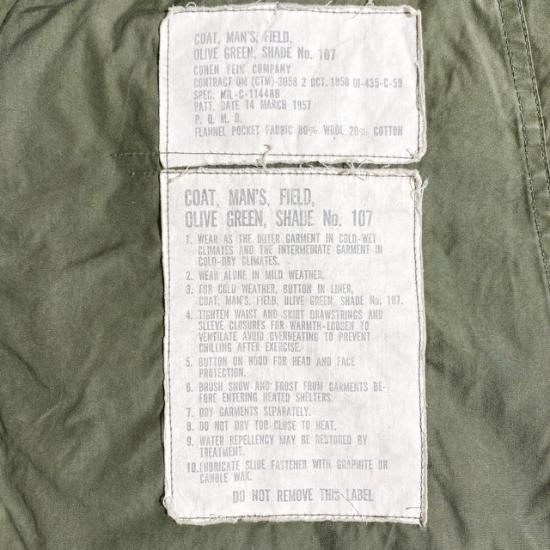 COAT, MAN'S, FIELD,
OLIVE GREEN, SHADE No. 107
COHEN FEIN COMPANY
CONTRACT QM (CTM)-3058 2 OCT. 1958 OI-435-C-59
SPEC. MIL-C-11448B
PATT. DATE 14 MARCH 1957
P. Q. M. D.
FLANNEL POCKET FABRIC 80% WOOL 20% COTTON
COAT, MAN'S, FIELD,
OLIVE GREEN, SHADE No. 107
1. WEAR AS THE OUTER GARMENT IN COLD-WET
CLIMATES AND THE INTERMEDIATE GARMENT IN
COLD-DRY CLIMATES.
2. WEAR ALONE IN MILD WEATHER.
3. FOR COLD WEATHER, BUTTON IN LINER,
COAT, MAN'S, FIELD, OLIVE GREEN, SHADE No. 107.
4. TIGHTEN WAIST AND SKIRT DRAWSTRINGS AND
SLEEVE CLOSURES FOR WARMTH-LOOSEN TO
VENTILATE AVOID OVERHEATING TO PREVENT
CHILLING AFTER EXERCISE.
5. BUTTON ON HOOD FOR HEAD AND FACE
PROTECTION.
6. BRUSH SNOW AND FROST FROM GARMENTS BE-
FORE ENTERING HEATED SHELTERS.
7. DRY GARMENTS SEPARATELY.
8. DO NOT DRY TOO CLOSE TO HEAT.
9. WATER REPELLENCY MAY BE RESTORED BY
TREATMENT.
10. LUBRICATE SLIDE FASTENER WITH GRAPHITE OR
CANDLE WAX.
DO NOT REMOVE THIS LABEL